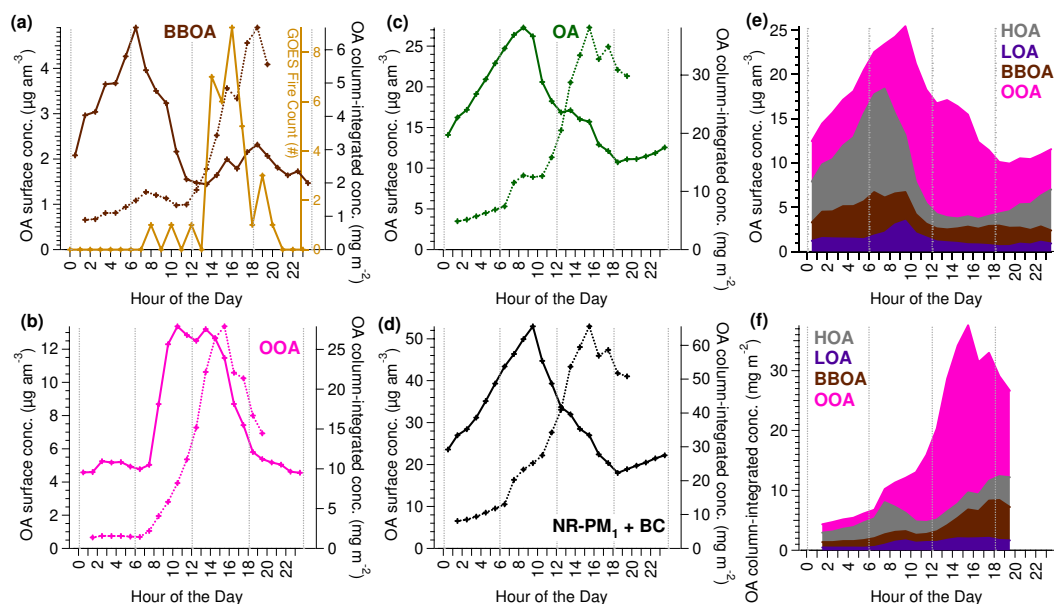 (a)
BBOA
OA surface conc. (µg am⁻³)
5
4
3
2
1
0
GOES Fire Count (#)
8
6
4
2
0
OA column-integrated conc. (mg m⁻²)
6
5
4
3
2
1
0
0 2 4 6 8 10 12 14 16 18 20 22
Hour of the Day
(c)
OA
OA surface conc. (µg am⁻³)
25
20
15
10
5
0
OA column-integrated conc. (mg m⁻²)
30
20
10
0
0 2 4 6 8 10 12 14 16 18 20 22
Hour of the Day
(e)
HOA
LOA
BBOA
OOA
OA surface conc. (µg am⁻³)
25
20
15
10
5
0
0 2 4 6 8 10 12 14 16 18 20 22
Hour of the Day
(b)
OOA
OA surface conc. (µg am⁻³)
12
10
8
6
4
2
0
OA column-integrated conc. (mg m⁻²)
25
20
15
10
5
0
0 2 4 6 8 10 12 14 16 18 20 22
Hour of the Day
(d)
NR-PM₁ + BC
OA surface conc. (µg am⁻³)
50
40
30
20
10
0
OA column-integrated conc. (mg m⁻²)
60
50
40
30
20
10
0
0 2 4 6 8 10 12 14 16 18 20 22
Hour of the Day
(f)
HOA
LOA
BBOA
OOA
OA column-integrated conc. (mg m⁻²)
30
20
10
0
0 2 4 6 8 10 12 14 16 18 20 22
Hour of the Day